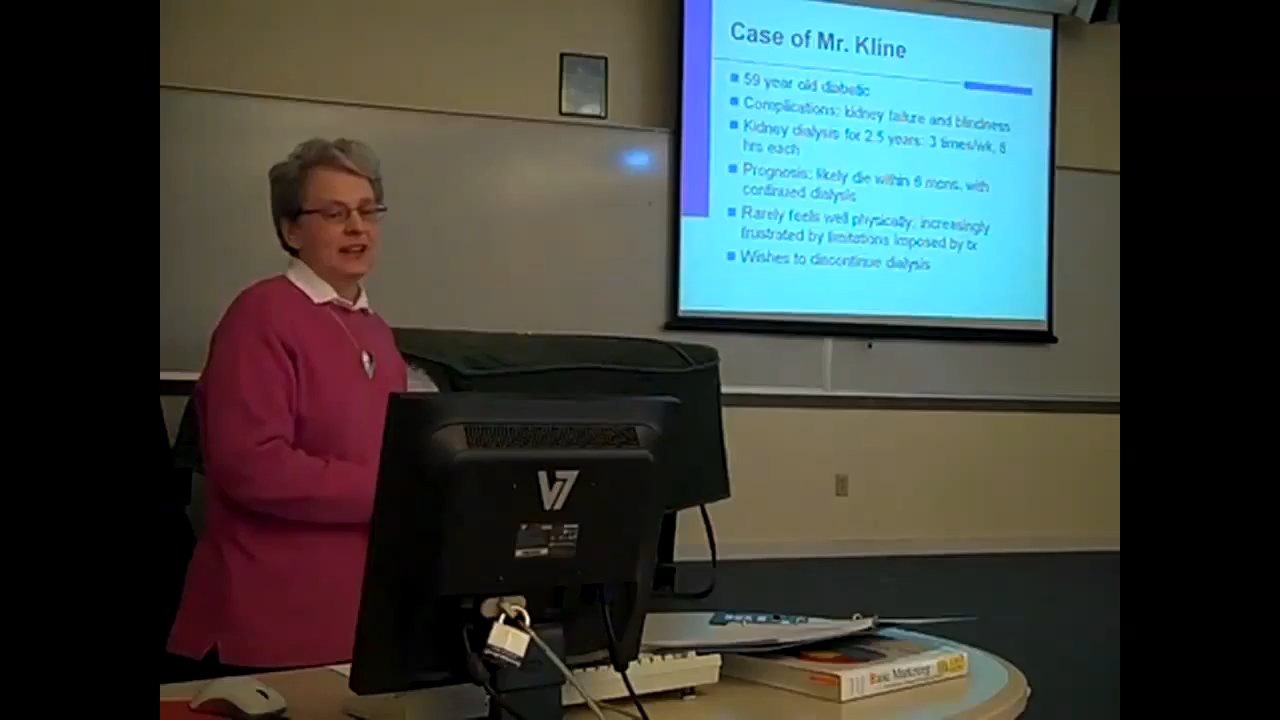 Case of Mr. Kline
59 year old diabetic
Complications: kidney failure and blindness
Kidney dialysis for 2.5 years: 3 times/wk, 8
hrs each
Prognosis: likely die within 6 mons. with
continued dialysis
Rarely feels well physically, increasingly
frustrated by limitations imposed by tx
Wishes to discontinue dialysis
V7
Basic Marketing